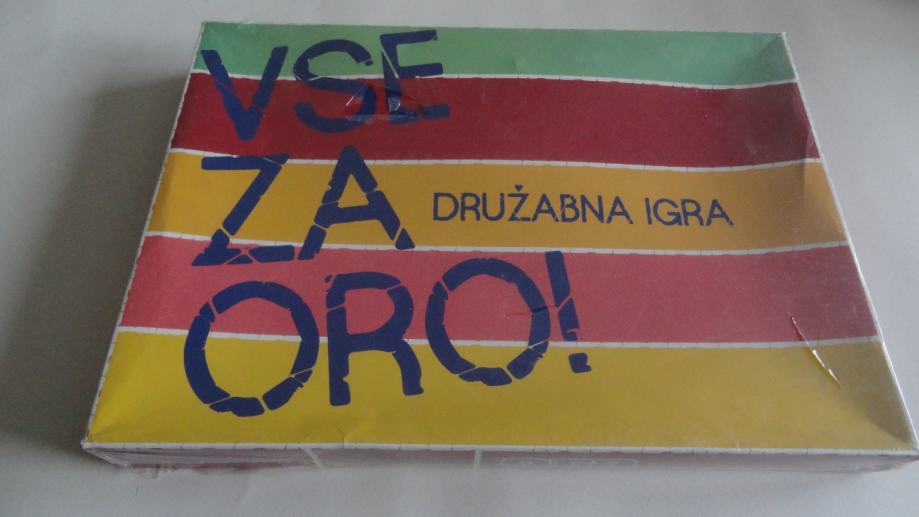 VSE
ZA
DRUŽABNA IGRA
ORO!